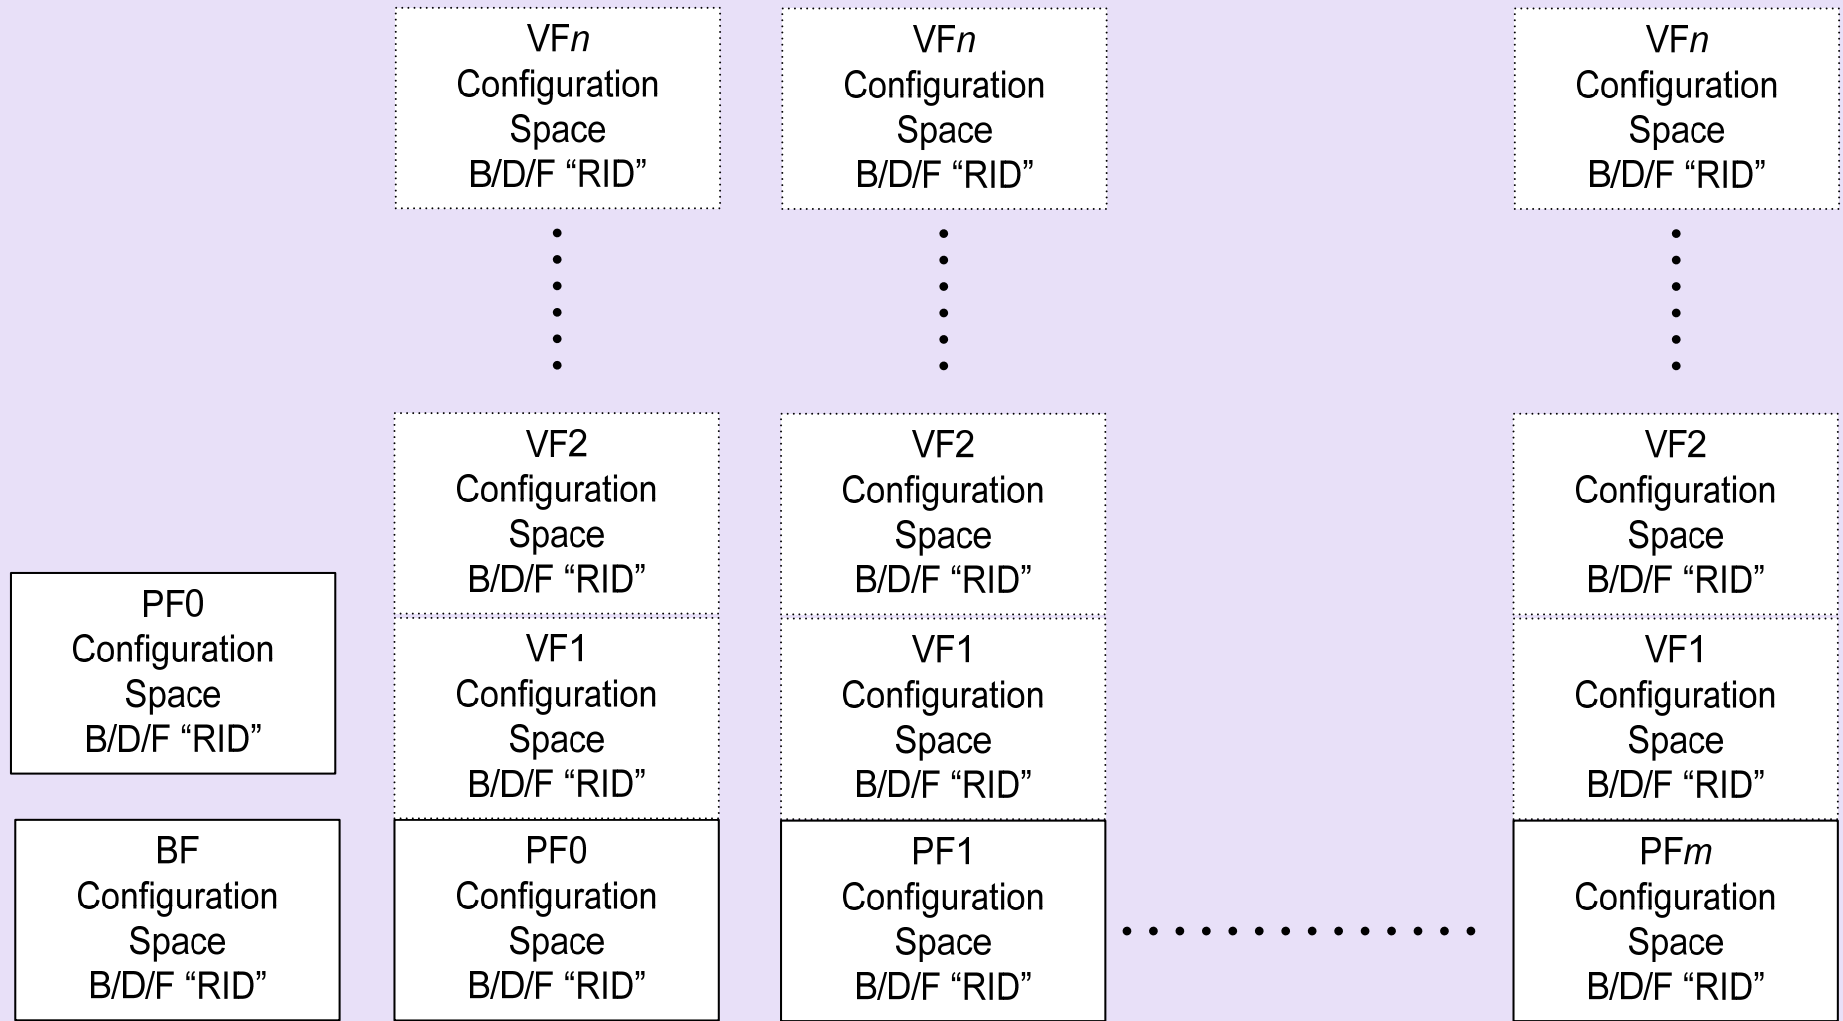 VFn
Configuration
Space
B/D/F “RID”
VFn
Configuration
Space
B/D/F “RID”
VFn
Configuration
Space
B/D/F “RID”
VF2
Configuration
Space
B/D/F “RID”
VF2
Configuration
Space
B/D/F “RID”
VF2
Configuration
Space
B/D/F “RID”
PF0
Configuration
Space
B/D/F “RID”
VF1
Configuration
Space
B/D/F “RID”
VF1
Configuration
Space
B/D/F “RID”
VF1
Configuration
Space
B/D/F “RID”
BF
Configuration
Space
B/D/F “RID”
PF0
Configuration
Space
B/D/F “RID”
PF1
Configuration
Space
B/D/F “RID”
PFm
Configuration
Space
B/D/F “RID”